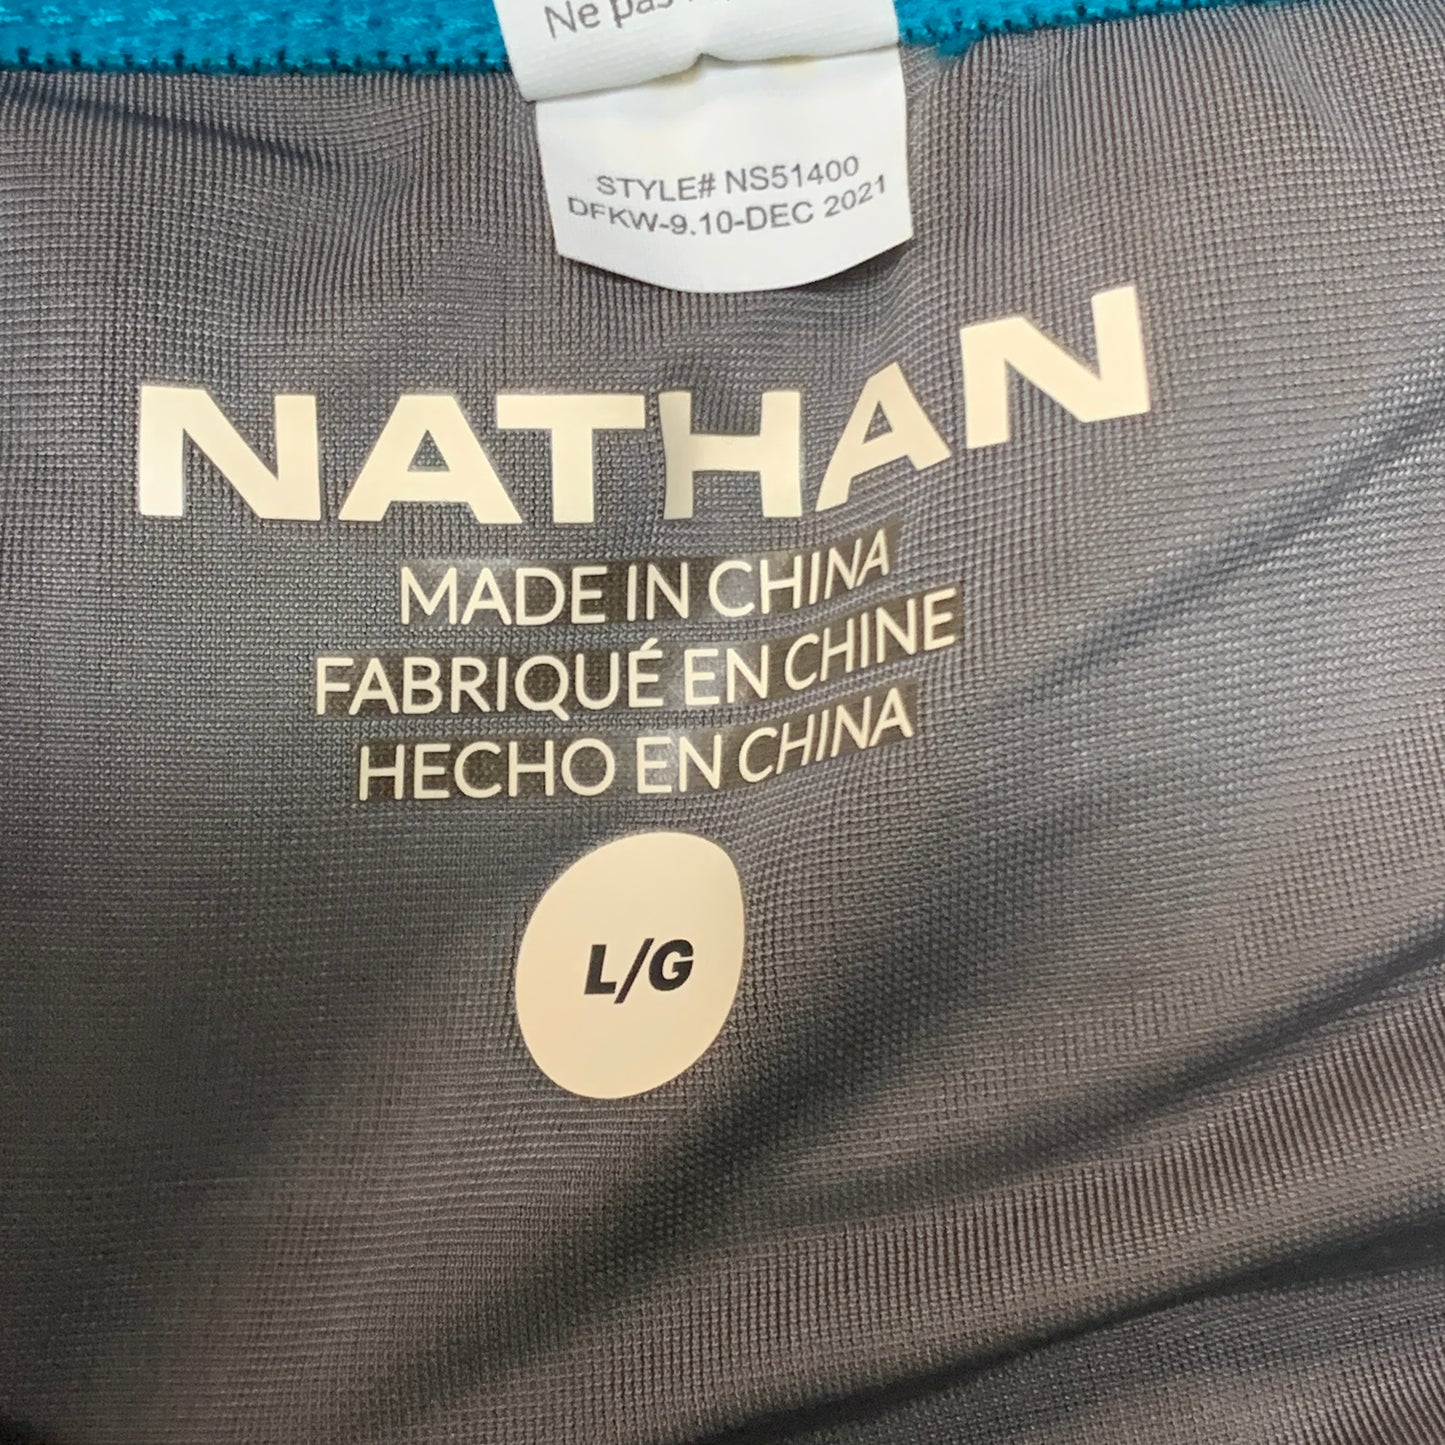 Ne pas
STYLE# NS51400
DFKW-9.10-DEC 2021
NATHAN
MADE IN CHINA
FABRIQUÉ EN CHINE
HECHO EN CHINA
L/G